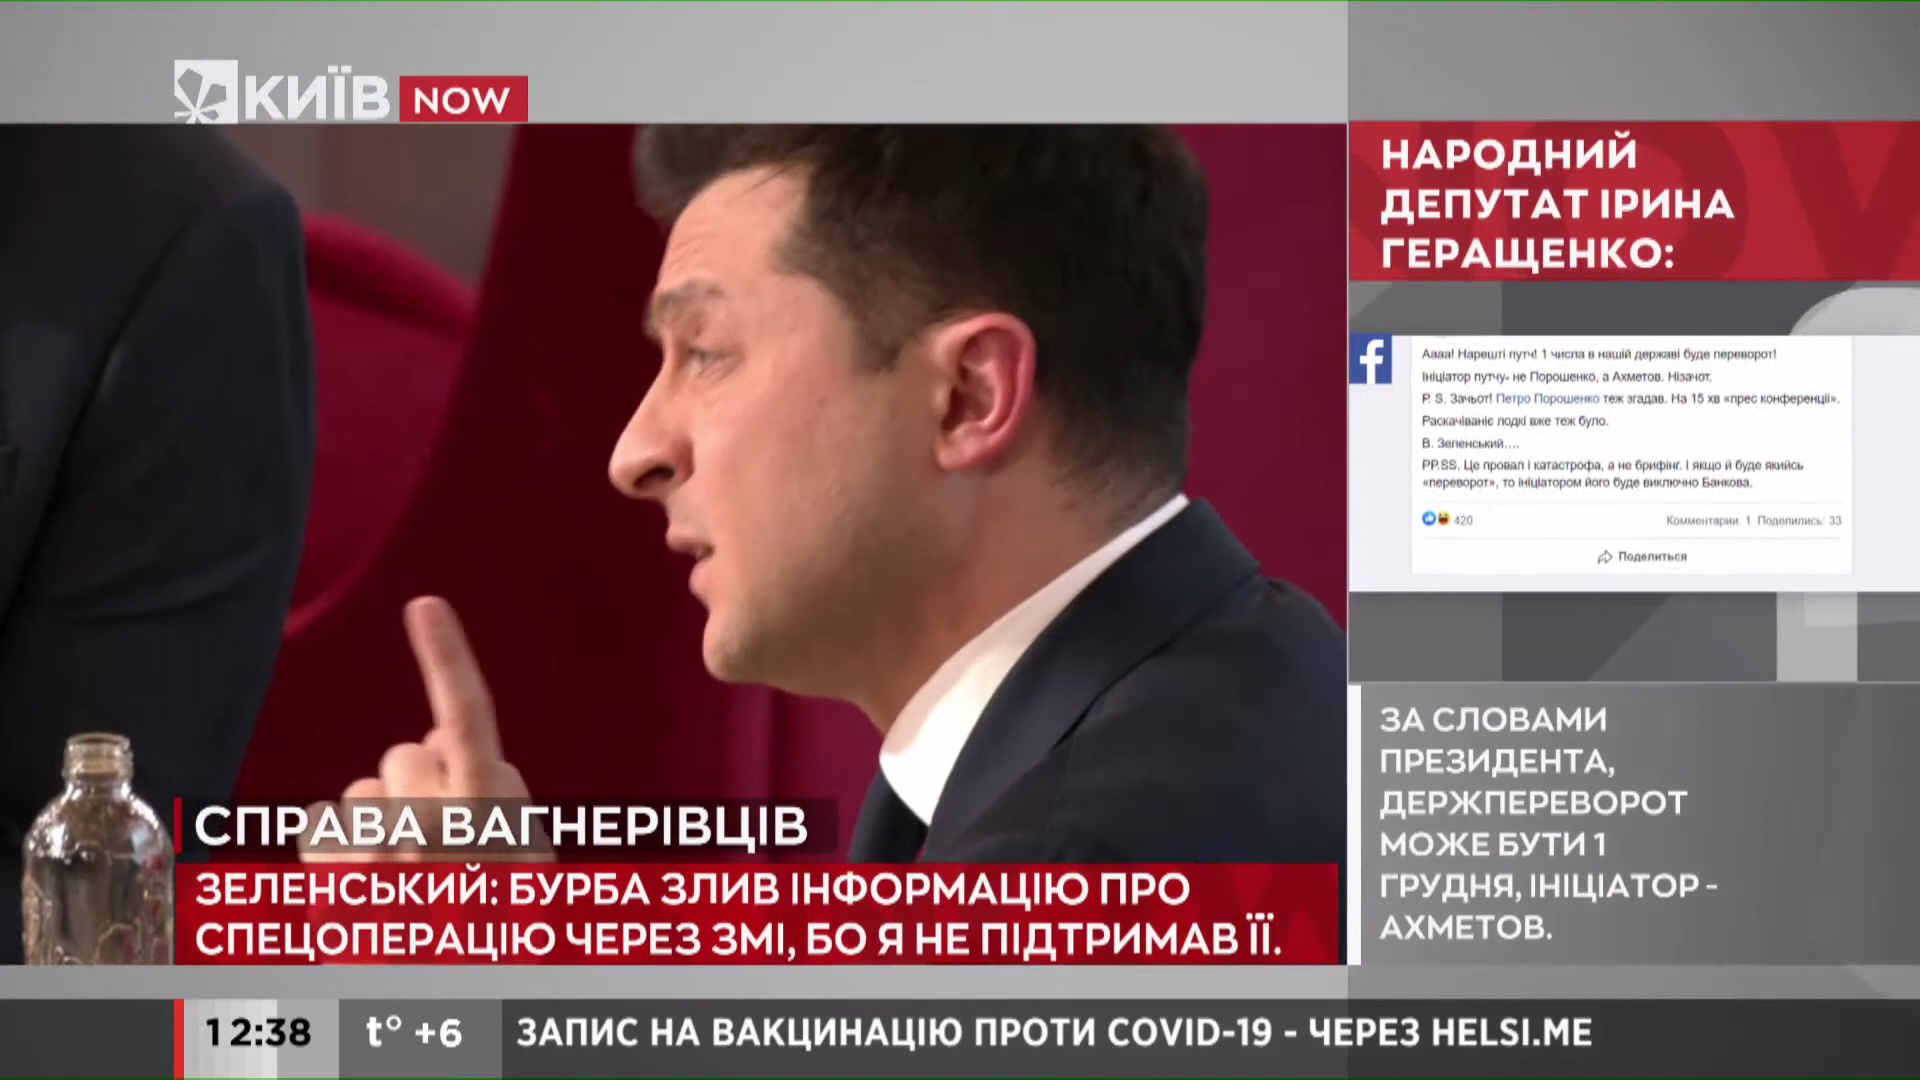 КИЇВ NOW
НАРОДНИЙ
ДЕПУТАТ ІРИНА
ГЕРАЩЕНКО:
f
Аааа! Нарешті путч! 1 числа в нашій державі буде переворот!
Ініціатор путчу- не Порошенко, а Ахметов. Нізачот.
P. S. Зачьот! Петро Порошенко теж згадав. На 15 хв «прес конференції».
Раскачіваніє лодкі вже теж було.
В. Зеленський....
PP.SS. Це провал і катастрофа, а не брифінг. І якщо й буде якийсь
«переворот», то ініціатором його буде виключно Банкова.
420
Комментарии: 1 Поделились: 33
Поделиться
ЗА СЛОВАМИ
ПРЕЗИДЕНТА,
ДЕРЖПЕРЕВОРОТ
МОЖЕ БУТИ 1
ГРУДНЯ, ІНІЦІАТОР -
АХМЕТОВ.
СПРАВА ВАГНЕРІВЦІВ
ЗЕЛЕНСЬКИЙ: БУРБА ЗЛИВ ІНФОРМАЦІЮ ПРО
СПЕЦОПЕРАЦІЮ ЧЕРЕЗ ЗМІ, БО Я НЕ ПІДТРИМАВ ЇЇ.
12:38 t° +6 ЗАПИС НА ВАКЦИНАЦІЮ ПРОТИ COVID-19 - ЧЕРЕЗ HELSI.ME